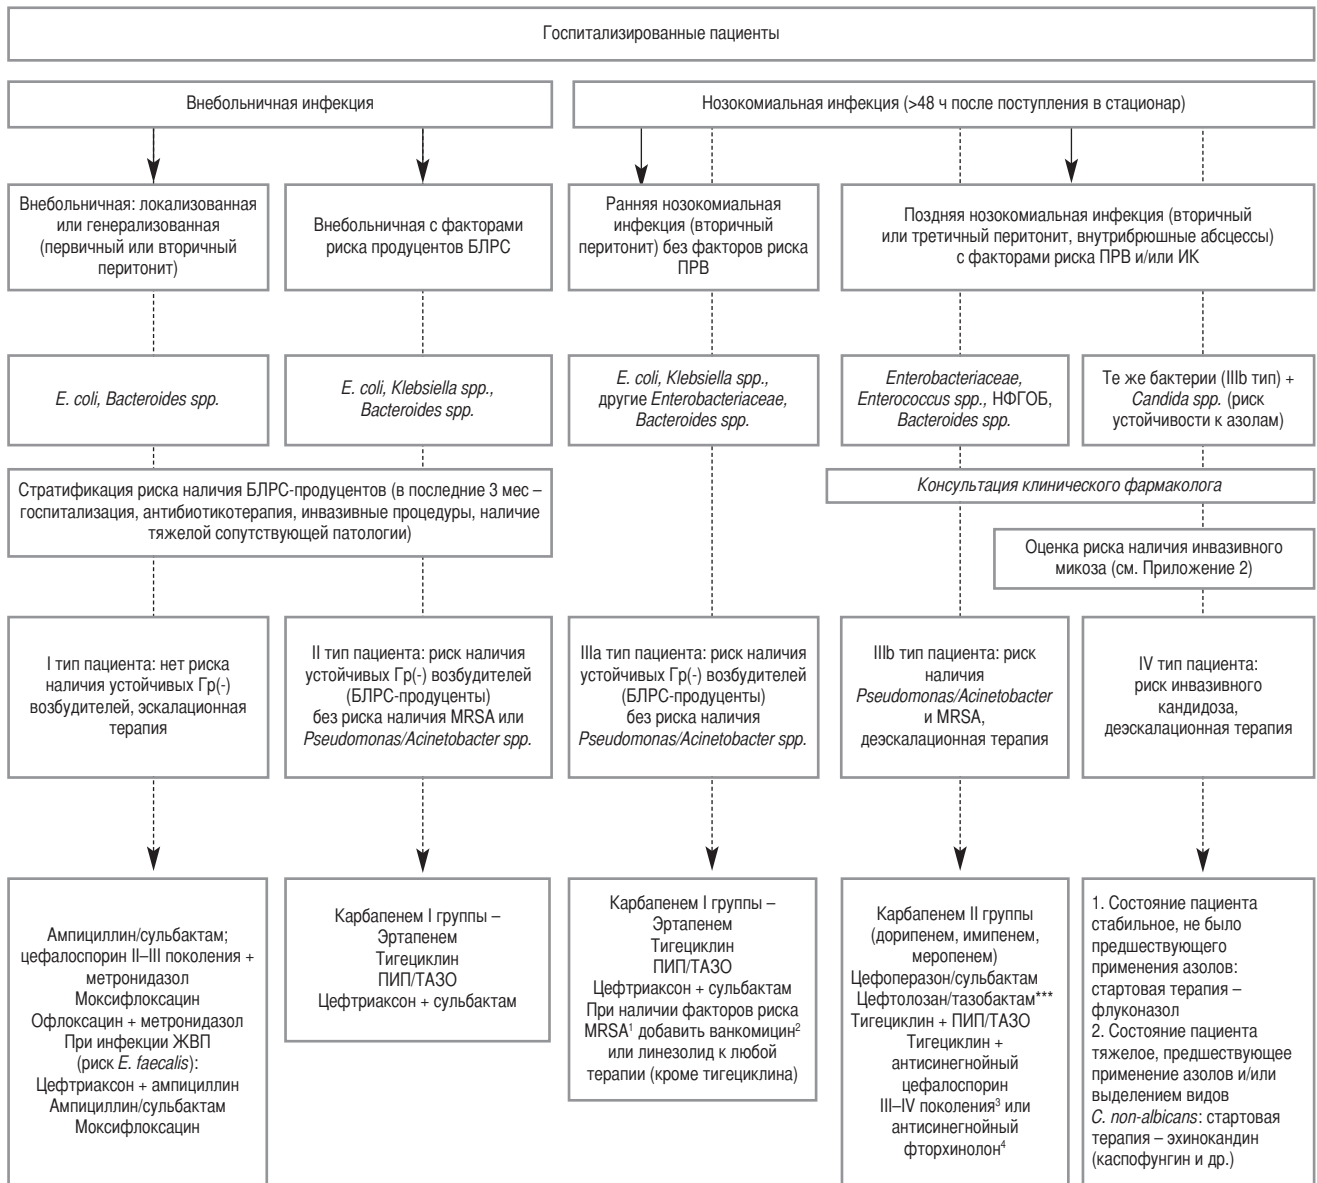 Госпитализированные пациенты
Внебольничная инфекция
Нозокомиальная инфекция (>48 ч после поступления в стационар)
Внебольничная: локализованная
или генерализованная
(первичный или вторичный
перитонит)
Внебольничная с факторами
риска продуцентов БЛРС
Ранняя нозокомиальная
инфекция (вторичный
перитонит) без факторов риска
ПРВ
Поздняя нозокомиальная инфекция (вторичный
или третичный перитонит, внутрибрюшные абсцессы)
с факторами риска ПРВ и/или ИК
E. coli, Bacteroides spp.
E. coli, Klebsiella spp.,
Bacteroides spp.
E. coli, Klebsiella spp.,
другие Enterobacteriaceae,
Bacteroides spp.
Enterobacteriaceae,
Enterococcus spp., НФГОБ,
Bacteroides spp.
Те же бактерии (IIIb тип) +
Candida spp. (риск
устойчивости к азолам)
Стратификация риска наличия БЛРС-продуцентов (в последние 3 мес –
госпитализация, антибиотикотерапия, инвазивные процедуры, наличие
тяжелой сопутствующей патологии)
Консультация клинического фармаколога
Оценка риска наличия инвазивного
микоза (см. Приложение 2)
I тип пациента: нет риска
наличия устойчивых Гр(-)
возбудителей, эскалационная
терапия
II тип пациента: риск наличия
устойчивых Гр(-) возбудителей
(БЛРС-продуценты)
без риска наличия MRSA или
Pseudomonas/Acinetobacter spp.
IIIa тип пациента: риск наличия
устойчивых Гр(-) возбудителей
(БЛРС-продуценты)
без риска наличия
Pseudomonas/Acinetobacter spp.
IIIb тип пациента: риск
наличия
Pseudomonas/Acinetobacter
и MRSA,
деэскалационная терапия
IV тип пациента:
риск инвазивного
кандидоза,
деэскалационная терапия
Ампициллин/сульбактам;
цефалоспорин II–III поколения +
метронидазол
Моксифлоксацин
Офлоксацин + метронидазол
При инфекции ЖВП
(риск E. faecalis):
Цефтриаксон + ампициллин
Ампициллин/сульбактам
Моксифлоксацин
Карбапенем I группы –
Эртапенем
Тигециклин
ПИП/ТАЗО
Цефтриаксон + сульбактам
Карбапенем I группы –
Эртапенем
Тигециклин
ПИП/ТАЗО
Цефтриаксон + сульбактам
При наличии факторов риска
MRSA¹ добавить ванкомицин²
или линезолид к любой
терапии (кроме тигециклина)
Карбапенем II группы
(дорипенем, имипенем,
меропенем)
Цефоперазон/сульбактам
Цефтолозан/тазобактам***
Тигециклин + ПИП/ТАЗО
Тигециклин +
антисинегнойный
цефалоспорин
III–IV поколения³ или
антисинегнойный
фторхинолон⁴
1. Состояние пациента
стабильное, не было
предшествующего
применения азолов:
стартовая терапия –
флуконазол
2. Состояние пациента
тяжелое, предшествующее
применение азолов и/или
выделением видов
C. non-albicans: стартовая
терапия – эхинокандин
(каспофунгин и др.)